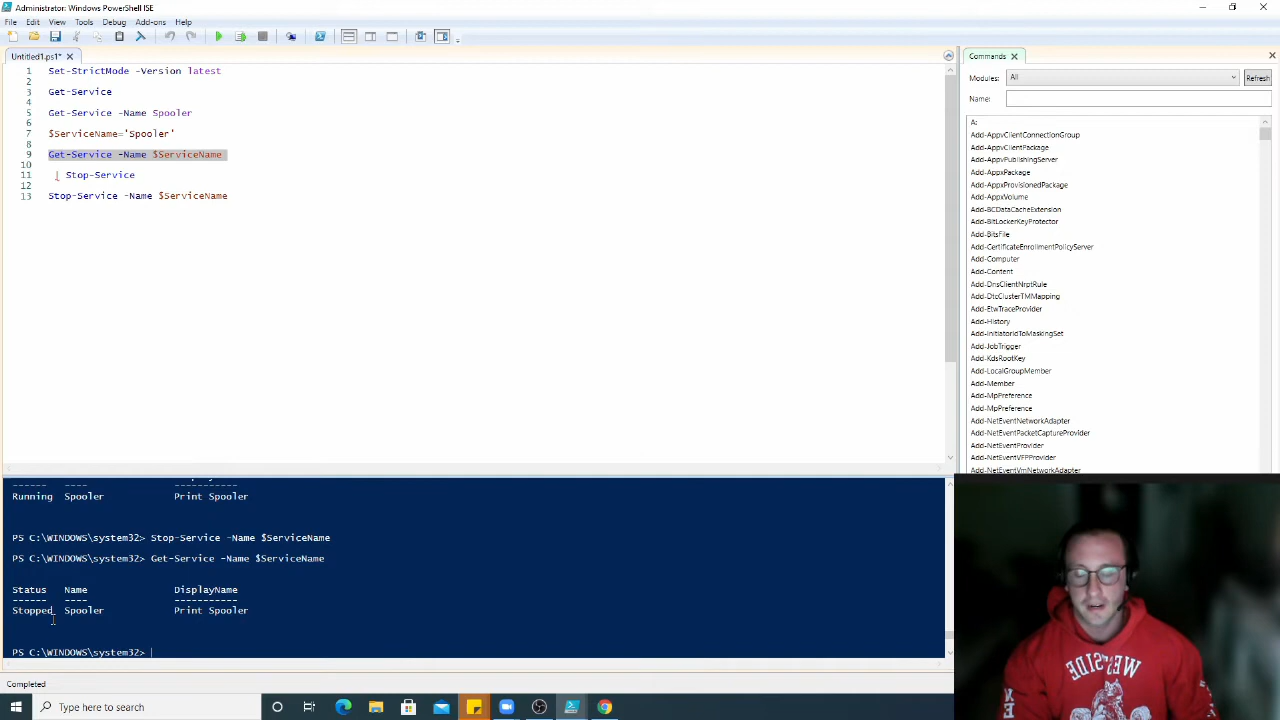 Administrator: Windows PowerShell ISE
File Edit View Tools Debug Add-ons Help
Untitled1.ps1*
1 Set-StrictMode -Version latest
2
3 Get-Service
4
5 Get-Service -Name Spooler
6
7 $ServiceName='Spooler'
8
9 Get-Service -Name $ServiceName
10
11 | Stop-Service
12
13 Stop-Service -Name $ServiceName
Commands
Modules: All Refresh
Name:
A:
Add-AppvClientConnectionGroup
Add-AppvClientPackage
Add-AppvPublishingServer
Add-AppxPackage
Add-AppxProvisionedPackage
Add-AppxVolume
Add-BCDataCacheExtension
Add-BitLockerKeyProtector
Add-BitsFile
Add-CertificateEnrollmentPolicyServer
Add-Computer
Add-Content
Add-DnsClientNrptRule
Add-DtcClusterTMMapping
Add-EtwTraceProvider
Add-History
Add-InitiatorIdToMaskingSet
Add-JobTrigger
Add-KdsRootKey
Add-LocalGroupMember
Add-Member
Add-MpPreference
Add-MpPreference
Add-NetEventNetworkAdapter
Add-NetEventPacketCaptureProvider
Add-NetEventProvider
Add-NetEventVFPProvider
Add-NetEventVmNetworkAdapter
------ ---- -----------
Running Spooler Print Spooler
PS C:\WINDOWS\system32> Stop-Service -Name $ServiceName
PS C:\WINDOWS\system32> Get-Service -Name $ServiceName
Status Name DisplayName
------ ---- -----------
Stopped Spooler Print Spooler
PS C:\WINDOWS\system32>
Completed
Type here to search